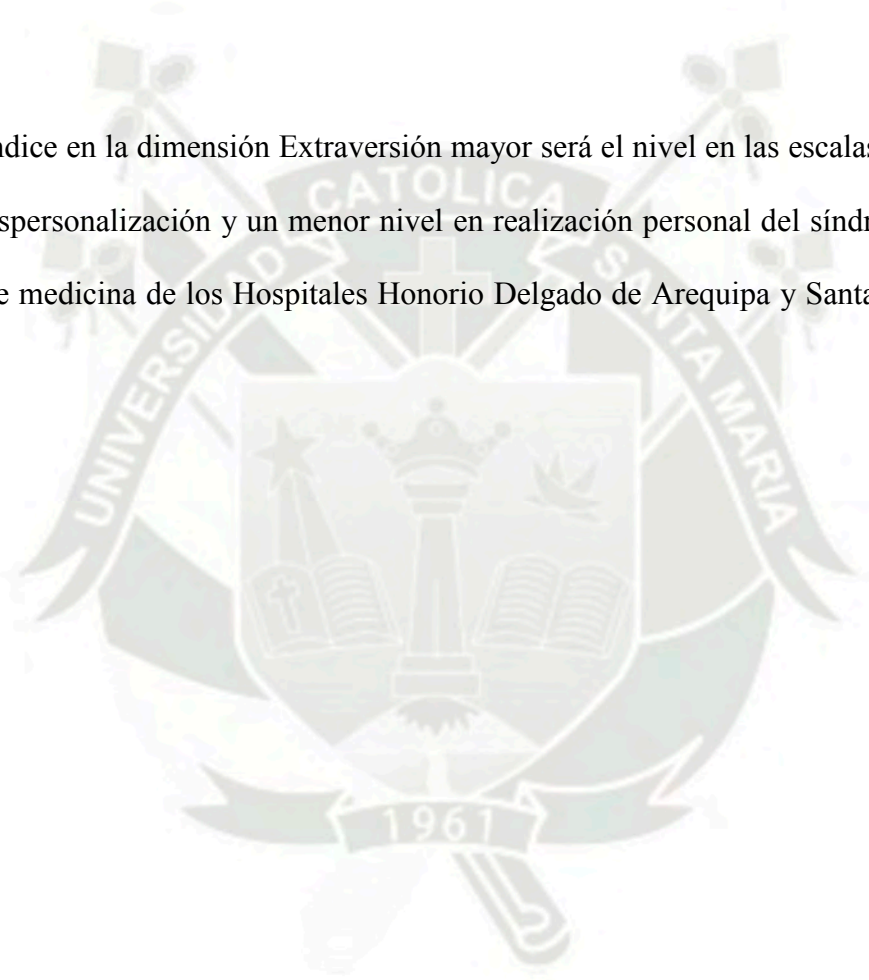 ndice en la dimensión Extraversión mayor será el nivel en las escalas
spersonalización y un menor nivel en realización personal del síndr
e medicina de los Hospitales Honorio Delgado de Arequipa y Santa
UNIVERSIDAD CATOLICA SANTA MARIA
1961